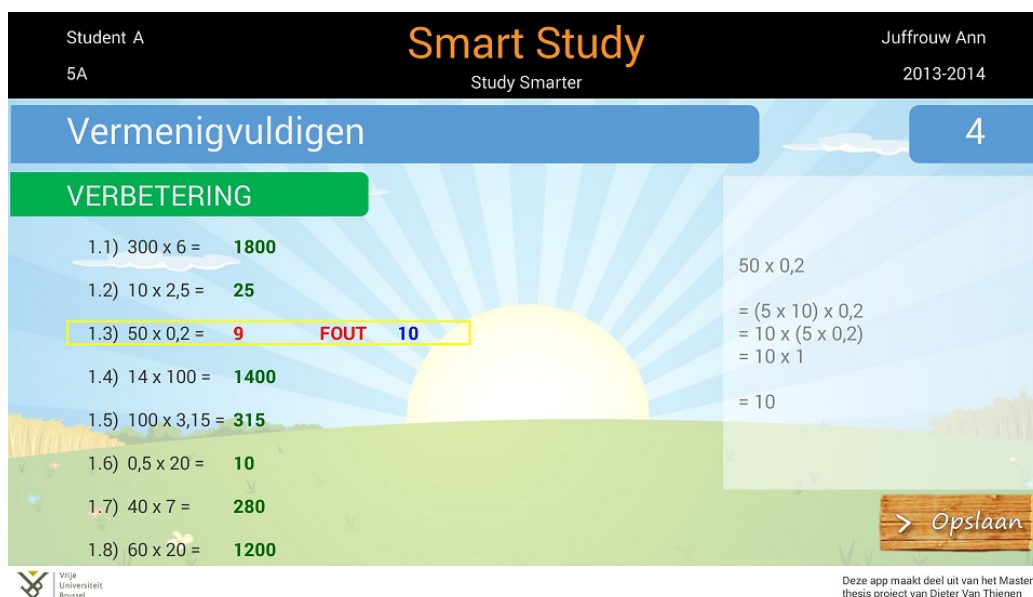 Student A
Smart Study
Juffrouw Ann
5A
Study Smarter
2013-2014
Vermenigvuldigen
4
VERBETERING
1.1) 300 x 6 = 1800
1.2) 10 x 2,5 = 25
1.3) 50 x 0,2 = 9 FOUT 10
1.4) 14 x 100 = 1400
1.5) 100 x 3,15 = 315
1.6) 0,5 x 20 = 10
1.7) 40 x 7 = 280
1.8) 60 x 20 = 1200
50 x 0,2
= (5 x 10) x 0,2
= 10 x (5 x 0,2)
= 10 x 1
= 10
> Opslaan
Vrije
Universiteit
Brussel
Deze app maakt deel uit van het Master
thesis project van Dieter Van Thienen